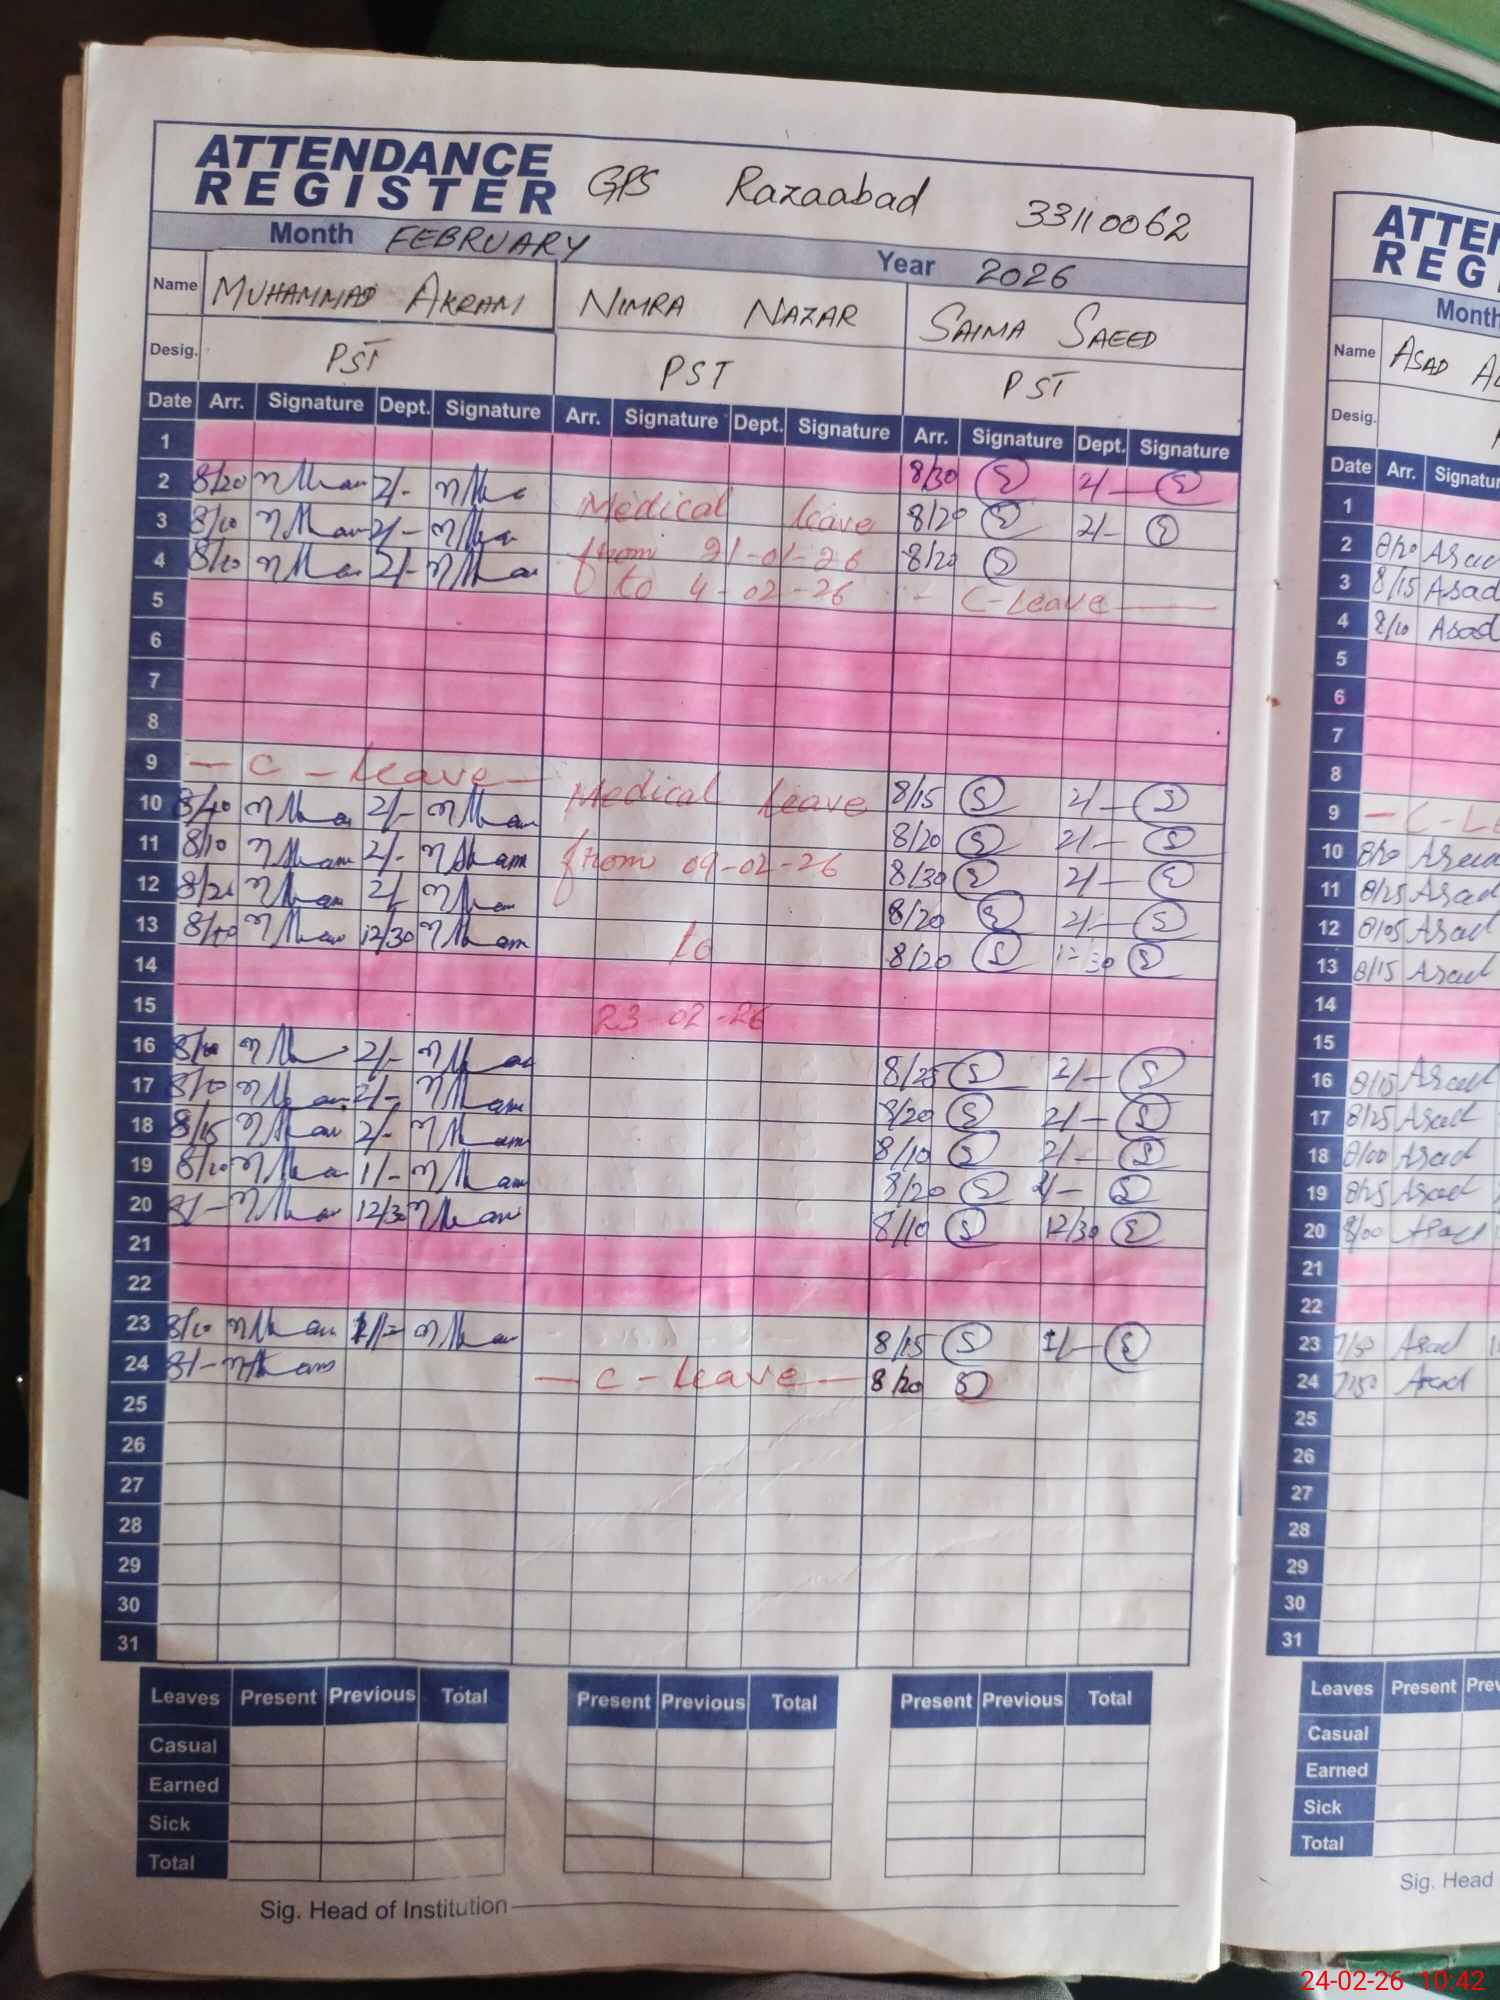 ATTENDANCE REGISTER GPS Razaabad 33110062
Month FEBRUARY Year 2026
Name MUHAMMAD AKRAM NIMRA NAZAR SAIMA SAEED
Desig. PST PST PST
Date Arr. Signature Dept. Signature Arr. Signature Dept. Signature Arr. Signature Dept. Signature
1
2 8/20 2/- 8/30 2/-
3 8/10 2/- Medical leave 8/20 2/-
4 8/10 2/- from 21-01-26 8/20
5 to 4-02-26 - C-Leave
6
7
8
9 - C - Leave - Medical leave 8/15 2/-
10 8/40 2/- 8/20 2/-
11 8/10 2/- from 09-02-26 8/30 2/-
12 2/- 8/20 2/-
13 12/30 to 8/20 12/30
14
15 23-02-26
16 2/- 8/25 2/-
17 2/- 8/20 2/-
18 8/15 2/- 8/10 2/-
19 8/10 1/- 8/20 2/-
20 8/- 12/30 8/10 12/30
21
22
23 8/10 8/15 1/-
24 8/- - C - Leave - 8/20
25
26
27
28
29
30
31
Leaves Present Previous Total Present Previous Total Present Previous Total
Casual
Earned
Sick
Total
Sig. Head of Institution
Month
Name ASAD
Desig.
Date Arr.
1
2 8/20 Asad
3 8/15 Asad
4 8/10 Asad
5
6
7
8
9 - C-L
10 8/20 Asad
11 8/25 Asad
12 8/05 Asad
13 8/15 Asad
14
15
16 8/15 Asad
17 8/25 Asad
18 8/00 Asad
19 8/25 Asad
20 8/00 Asad
21
22
23 7/50 Asad
24 7/50 Asad
25
26
27
28
29
30
31
Leaves Present
Casual
Earned
Sick
Total
Sig. Head
24-02-26 10:42